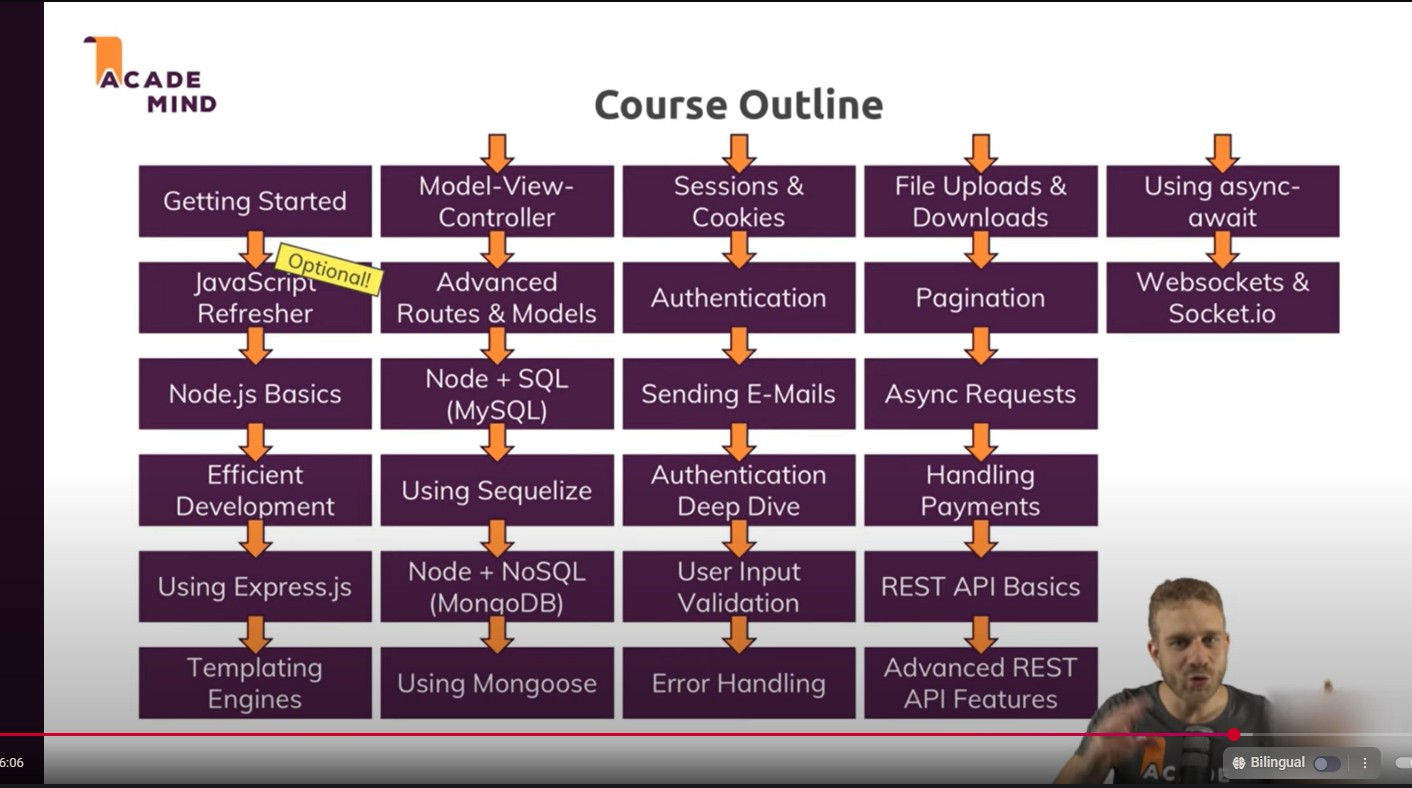 ACADE
MIND
Course Outline
Getting Started
Optional!
JavaScript
Refresher
Node.js Basics
Efficient
Development
Using Express.js
Templating
Engines
Model-View-
Controller
Advanced
Routes & Models
Node + SQL
(MySQL)
Using Sequelize
Node + NoSQL
(MongoDB)
Using Mongoose
Sessions &
Cookies
Authentication
Sending E-Mails
Authentication
Deep Dive
User Input
Validation
Error Handling
File Uploads &
Downloads
Pagination
Async Requests
Handling
Payments
REST API Basics
Advanced REST
API Features
Using async-
await
Websockets &
Socket.io
6:06
Bilingual